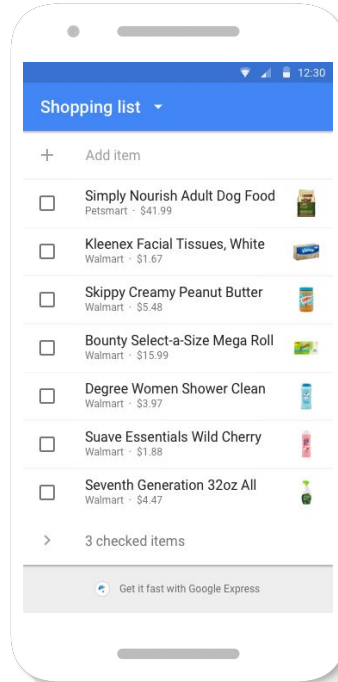 12:30
Shopping list
Add item
Simply Nourish Adult Dog Food
Petsmart · $41.99
Kleenex Facial Tissues, White
Walmart · $1.67
Skippy Creamy Peanut Butter
Walmart · $5.48
Bounty Select-a-Size Mega Roll
Walmart · $15.99
Degree Women Shower Clean
Walmart · $3.97
Suave Essentials Wild Cherry
Walmart · $1.88
Seventh Generation 32oz All
Walmart · $4.47
3 checked items
Get it fast with Google Express